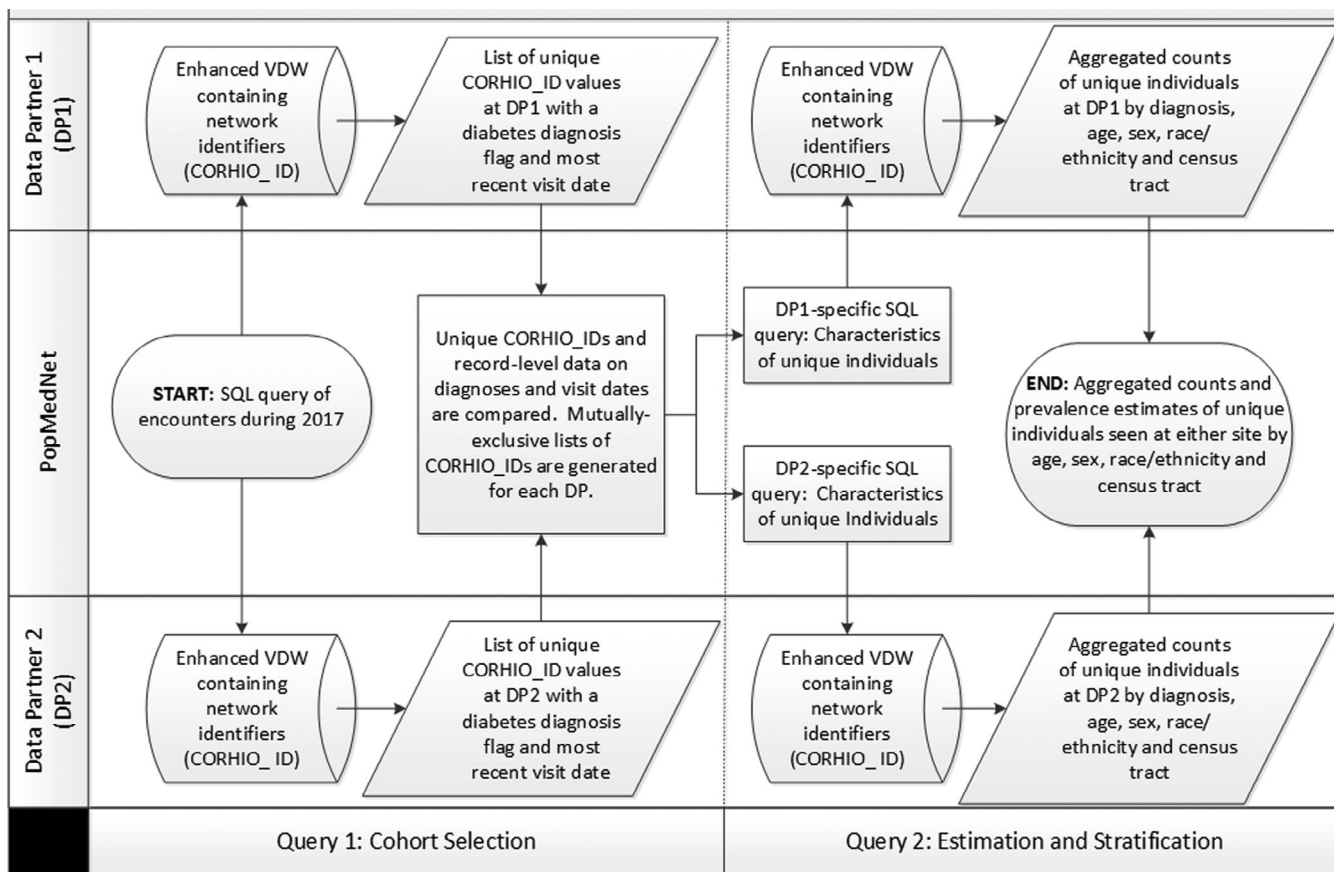 Data Partner 1
(DP1)
Enhanced VDW
containing
network
identifiers
(CORHIO_ ID)
List of unique
CORHIO_ID values
at DP1 with a
diabetes diagnosis
flag and most
recent visit date
Enhanced VDW
containing
network
identifiers
(CORHIO_ ID)
Aggregated counts
of unique individuals
at DP1 by diagnosis,
age, sex, race/
ethnicity and census
tract
PopMedNet
START: SQL query of
encounters during 2017
Unique CORHIO_IDs and
record-level data on
diagnoses and visit dates
are compared.  Mutually-
exclusive lists of
CORHIO_IDs are generated
for each DP.
DP1-specific SQL
query: Characteristics
of unique individuals
DP2-specific SQL
query:  Characteristics
of unique Individuals
END: Aggregated counts and
prevalence estimates of unique
individuals seen at either site by
age, sex, race/ethnicity and
census tract
Data Partner 2
(DP2)
Enhanced VDW
containing
network
identifiers
(CORHIO_ ID)
List of unique
CORHIO_ID values
at DP2 with a
diabetes diagnosis
flag and most
recent visit date
Enhanced VDW
containing
network
identifiers
(CORHIO_ ID)
Aggregated counts
of unique individuals
at DP2 by diagnosis,
age, sex, race/
ethnicity and census
tract
Query 1: Cohort Selection
Query 2: Estimation and Stratification